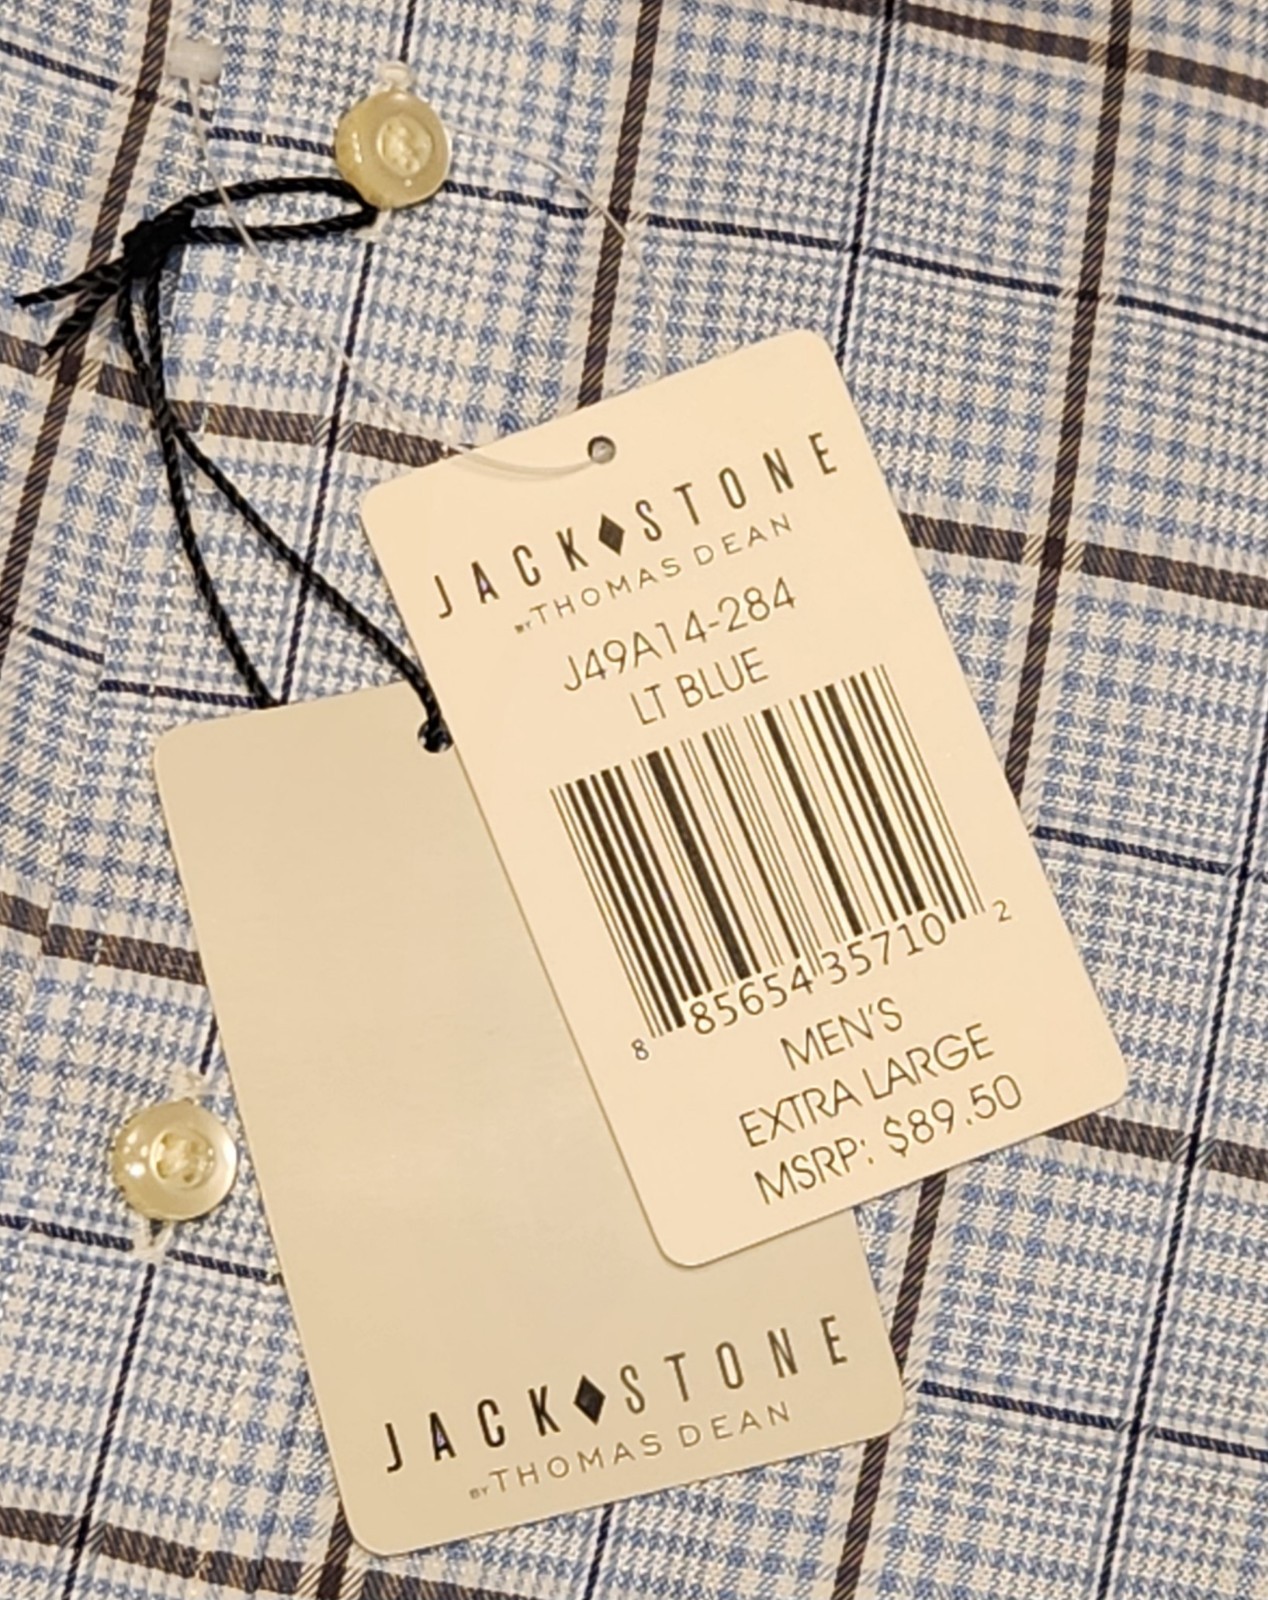 JACK♦STONE
BY THOMAS DEAN
J49A14-284
LT BLUE
8 85654 35710 2
MEN'S
EXTRA LARGE
MSRP: $89.50
JACK♦STONE
BY THOMAS DEAN